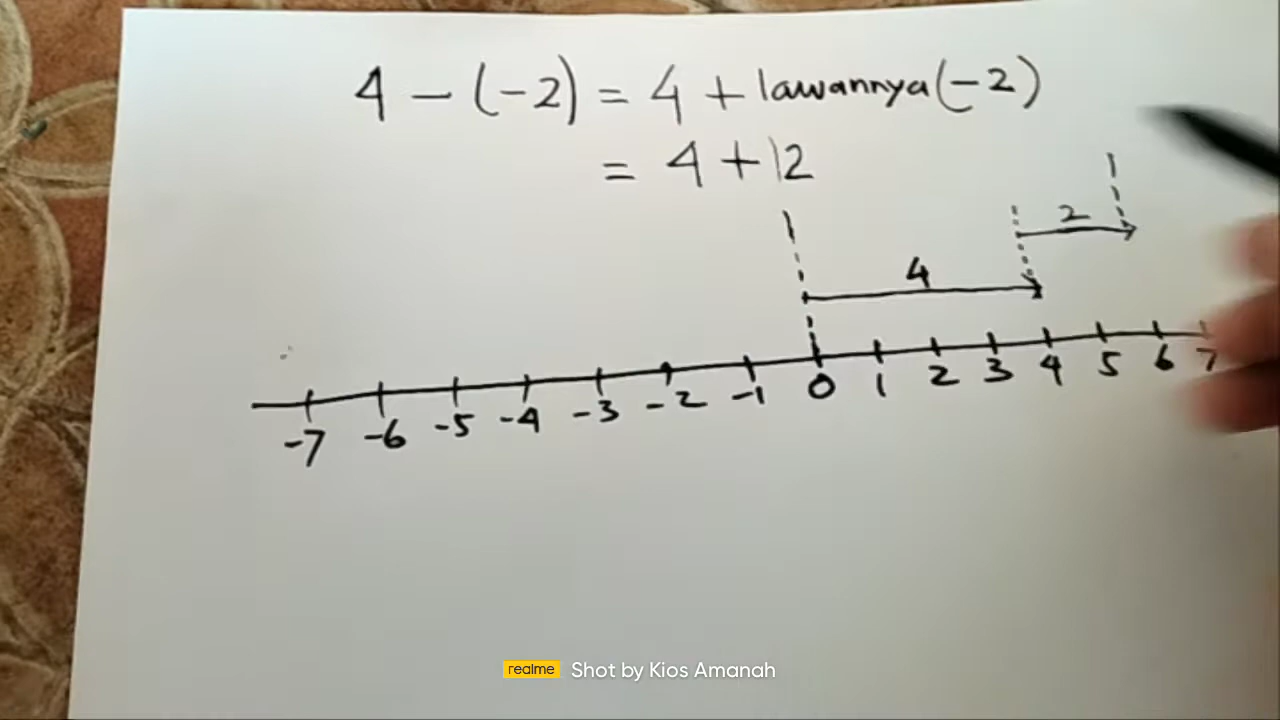 4 - (-2) = 4 + lawannya (-2)
= 4 + 12
2
4
-7 -6 -5 -4 -3 -2 -1 0 1 2 3 4 5 6 7
realme Shot by Kios Amanah